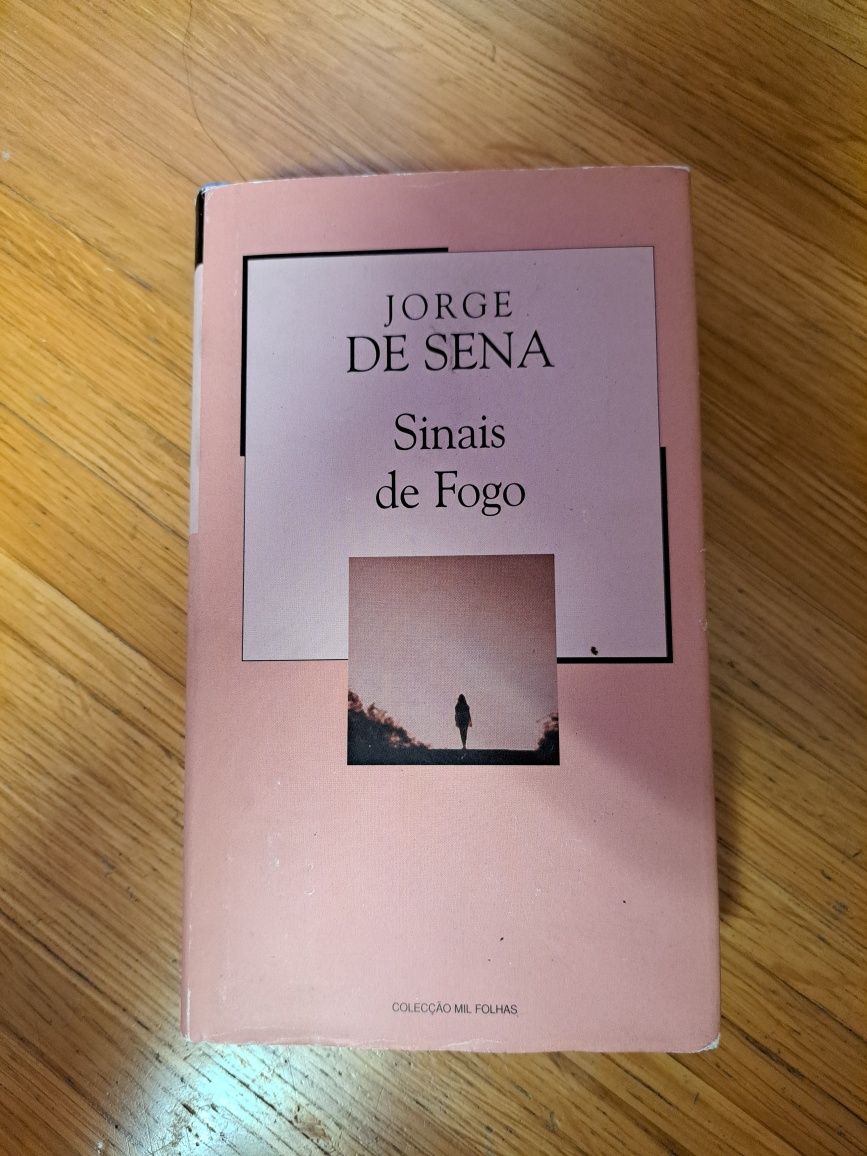 JORGE
DE SENA
Sinais
de Fogo
COLECÇÃO MIL FOLHAS